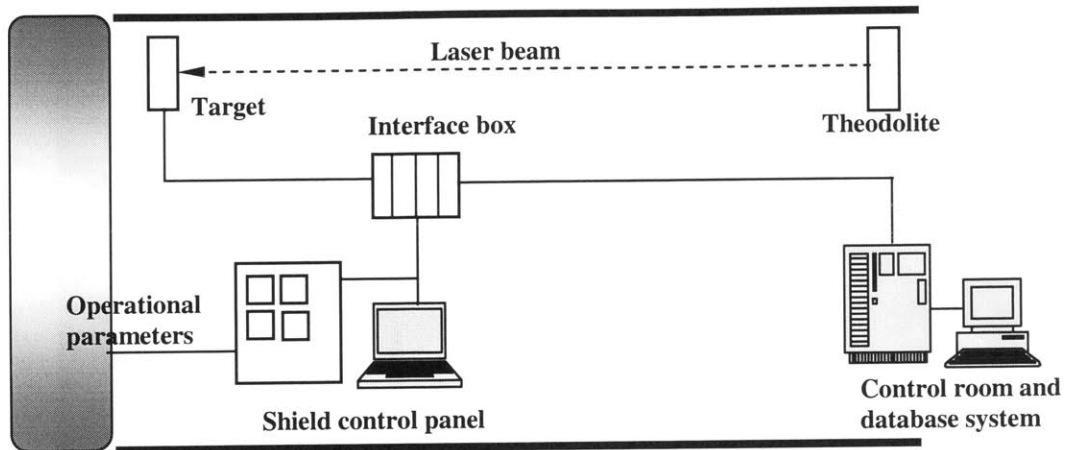 Laser beam
Target
Theodolite
Interface box
Operational
parameters
Shield control panel
Control room and
database system